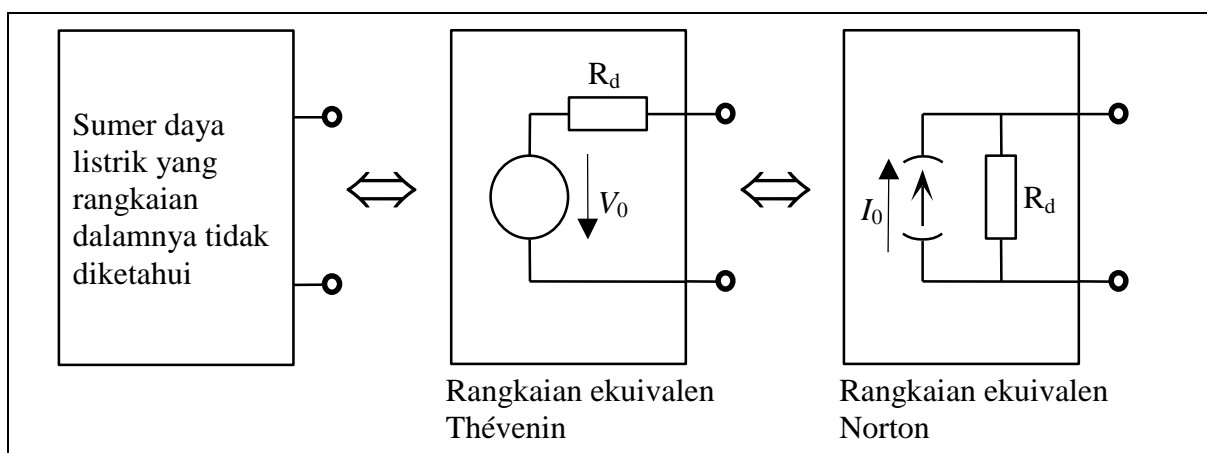 Sumer daya
listrik yang
rangkaian
dalamnya tidak
diketahui
R_d
V_0
Rangkaian ekuivalen
Thévenin
I_0
R_d
Rangkaian ekuivalen
Norton